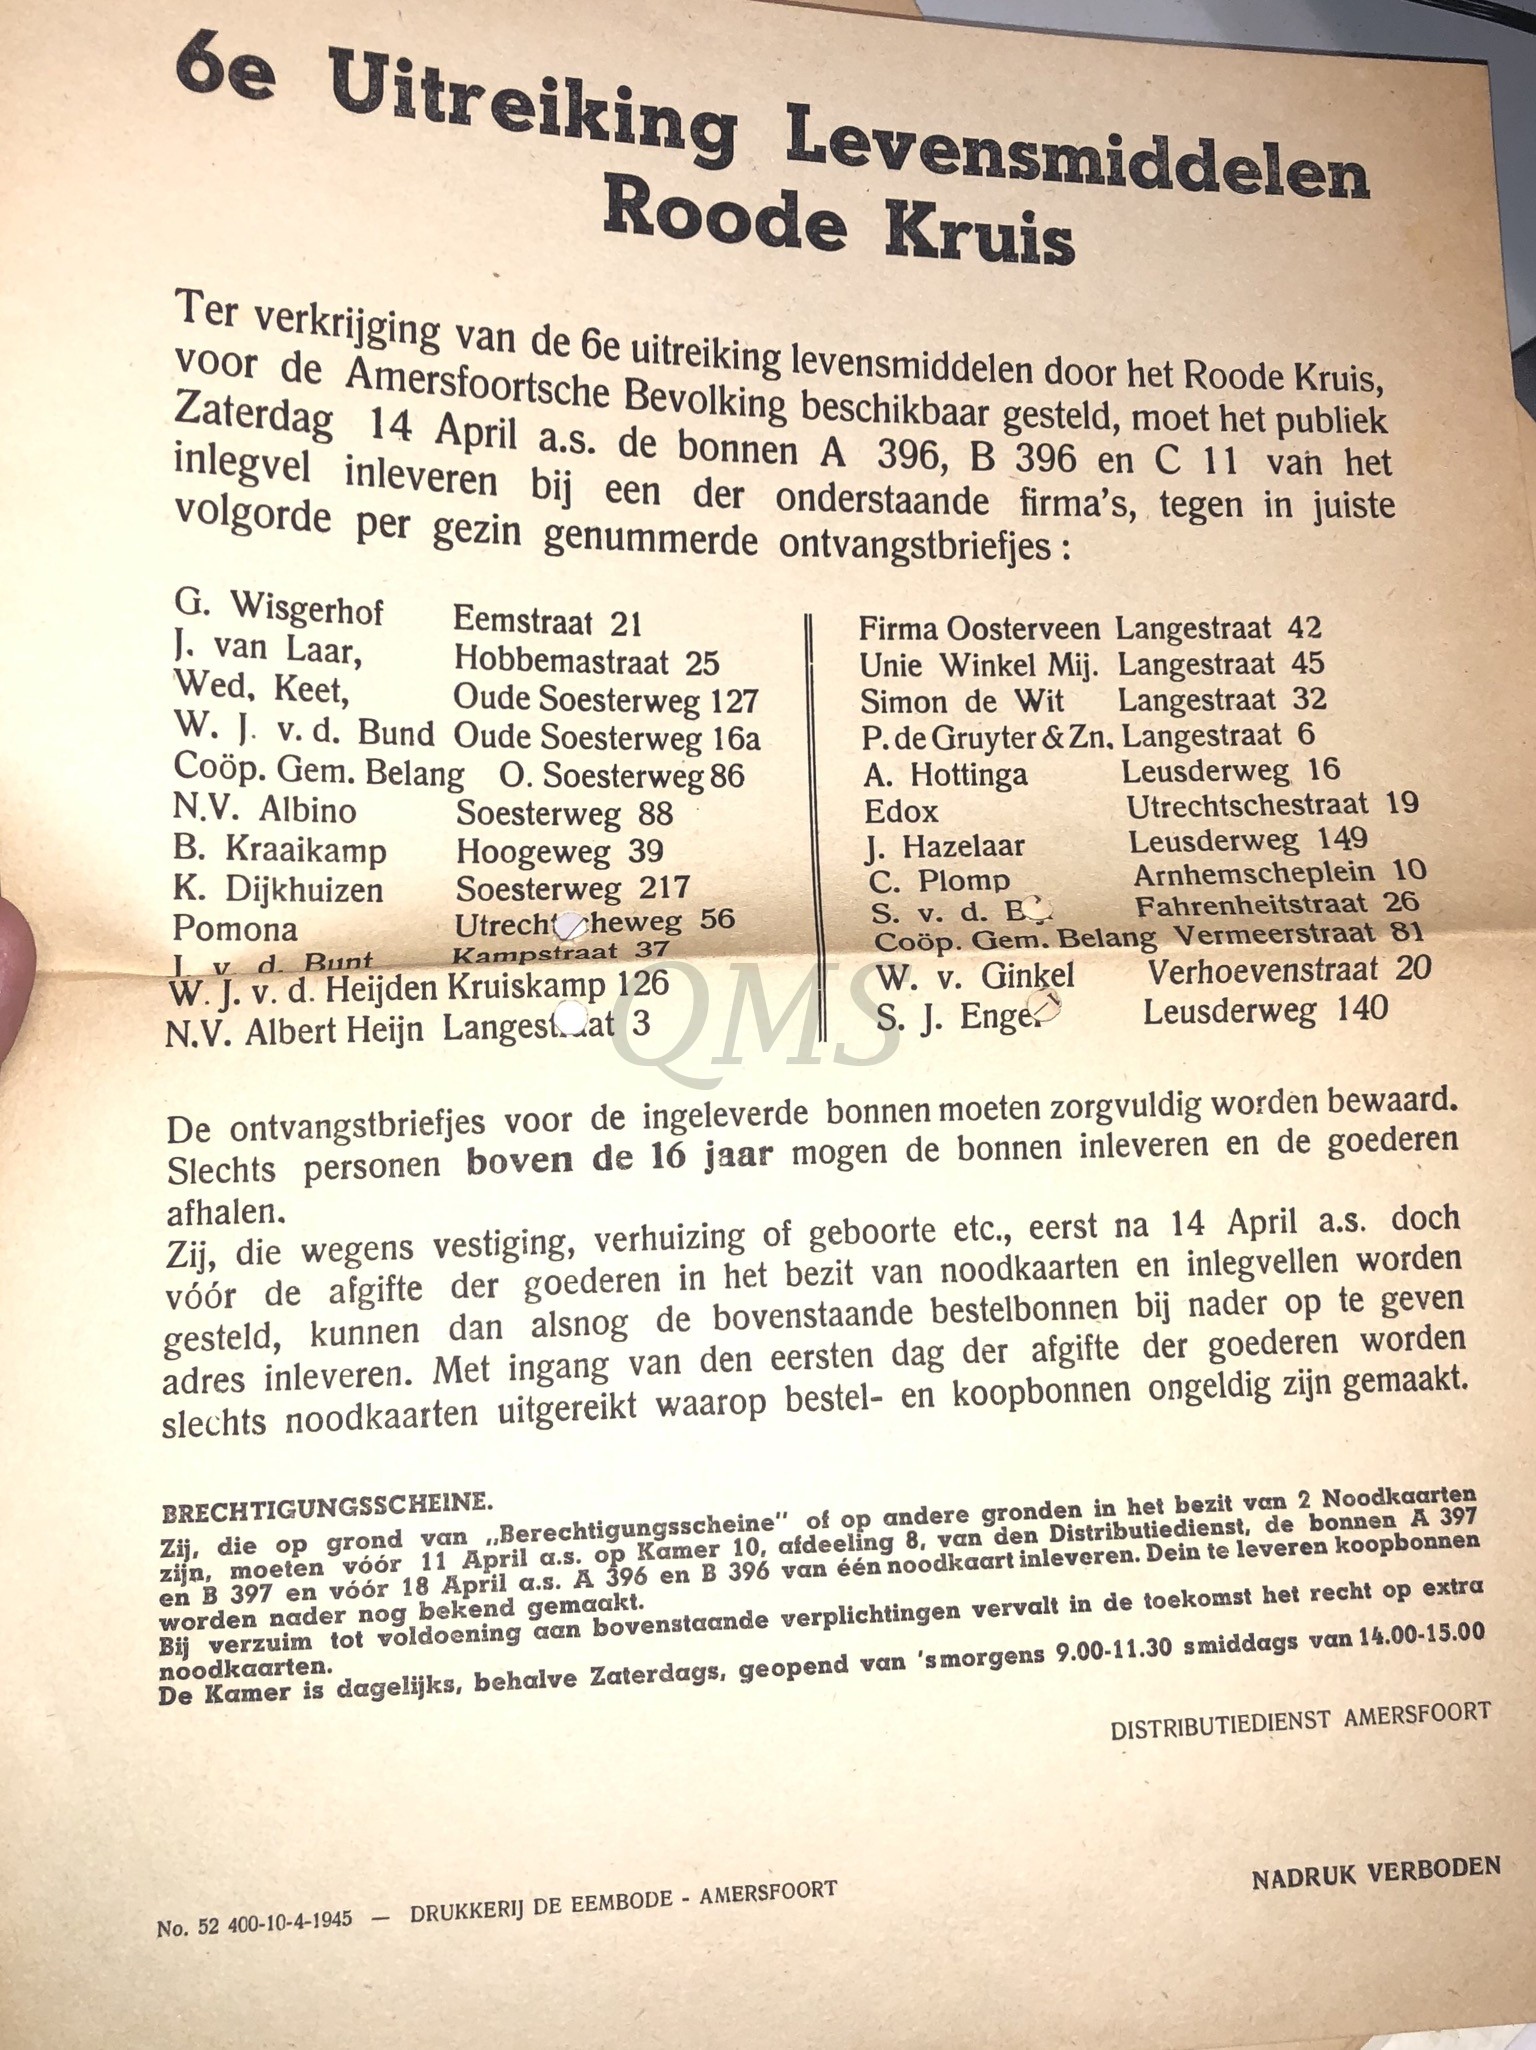 6e Uitreiking Levensmiddelen
Roode Kruis
Ter verkrijging van de 6e uitreiking levensmiddelen door het Roode Kruis,
voor de Amersfoortsche Bevolking beschikbaar gesteld, moet het publiek
Zaterdag 14 April a.s. de bonnen A 396, B 396 en C 11 van het
inlegvel inleveren bij een der onderstaande firma's, tegen in juiste
volgorde per gezin genummerde ontvangstbriefjes :
G. Wisgerhof Eemstraat 21
J. van Laar, Hobbemastraat 25
Wed, Keet, Oude Soesterweg 127
W. J. v. d. Bund Oude Soesterweg 16a
Coöp. Gem. Belang O. Soesterweg 86
N.V. Albino Soesterweg 88
B. Kraaikamp Hoogeweg 39
K. Dijkhuizen Soesterweg 217
Pomona Utrechtscheweg 56
v. d. Bunt Kampstraat 37
W. J. v. d. Heijden Kruiskamp 126
N.V. Albert Heijn Langestraat 3
Firma Oosterveen Langestraat 42
Unie Winkel Mij. Langestraat 45
Simon de Wit Langestraat 32
P. de Gruyter & Zn. Langestraat 6
A. Hottinga Leusderweg 16
Edox Utrechtschestraat 19
J. Hazelaar Leusderweg 149
C. Plomp Arnhemscheplein 10
S. v. d. Fahrenheitstraat 26
Coöp. Gem. Belang Vermeerstraat 81
W. v. Ginkel Verhoevenstraat 20
S. J. Leusderweg 140
QMS
De ontvangstbriefjes voor de ingeleverde bonnen moeten zorgvuldig worden bewaard.
Slechts personen boven de 16 jaar mogen de bonnen inleveren en de goederen
afhalen.
Zij, die wegens vestiging, verhuizing of geboorte etc., eerst na 14 April a.s. doch
vóór de afgifte der goederen in het bezit van noodkaarten en inlegvellen worden
gesteld, kunnen dan alsnog de bovenstaande bestelbonnen bij nader op te geven
adres inleveren. Met ingang van den eersten dag der afgifte der goederen worden
slechts noodkaarten uitgereikt waarop bestel- en koopbonnen ongeldig zijn gemaakt.
BRECHTIGUNGSSCHEINE.
Zij, die op grond van „Berechtigungsscheine" of op andere gronden in het bezit van 2 Noodkaarten
zijn, moeten vóór 11 April a.s. op Kamer 10, afdeeling 8, van den Distributiedienst, de bonnen A 397
en B 397 en vóór 18 April a.s. A 396 en B 396 van één noodkaart inleveren. Dein te leveren koopbonnen
worden nader nog bekend gemaakt.
Bij verzuim tot voldoening aan bovenstaande verplichtingen vervalt in de toekomst het recht op extra
noodkaarten.
De Kamer is dagelijks, behalve Zaterdags, geopend van 'smorgens 9.00-11.30 smiddags van 14.00-15.00
DISTRIBUTIEDIENST AMERSFOORT
NADRUK VERBODEN
No. 52 400-10-4-1945 — DRUKKERIJ DE EEMBODE - AMERSFOORT